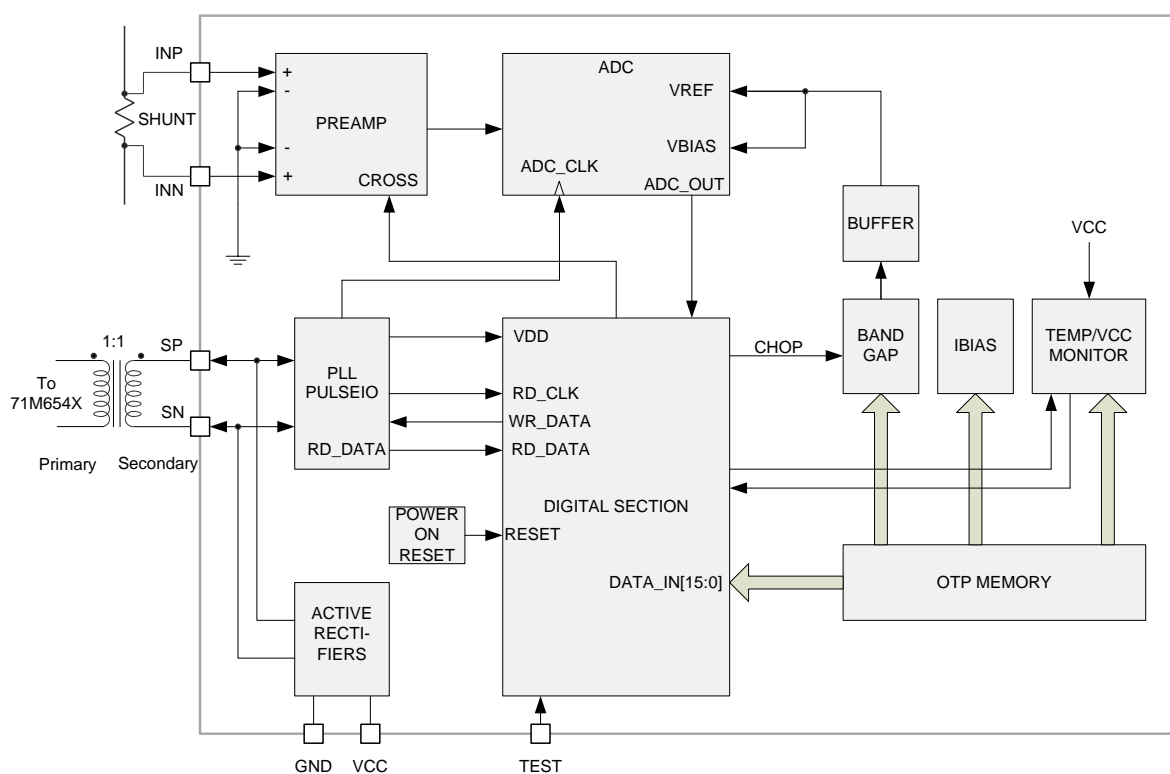 INP
+
-
SHUNT
PREAMP
-
INN
+
CROSS
ADC
VREF
VBIAS
ADC_CLK
ADC_OUT
BUFFER
VCC
1:1
SP
To
71M654X
SN
Primary
Secondary
PLL
PULSEIO
RD_DATA
VDD
RD_CLK
WR_DATA
RD_DATA
DIGITAL SECTION
CHOP
BAND
GAP
IBIAS
TEMP/VCC
MONITOR
POWER
ON
RESET
RESET
DATA_IN[15:0]
OTP MEMORY
ACTIVE
RECTI-
FIERS
GND
VCC
TEST